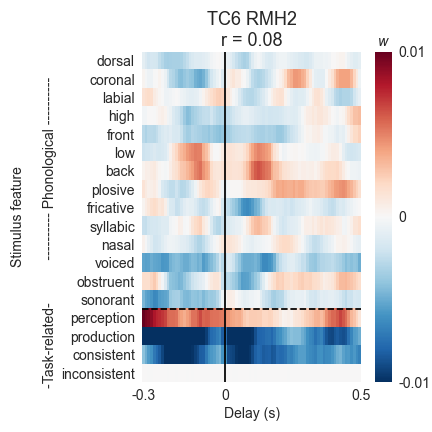 TC6 RMH2
r = 0.08
w
dorsal
coronal
labial
high
front
low
back
plosive
fricative
syllabic
nasal
voiced
obstruent
sonorant
perception
production
consistent
inconsistent
Stimulus feature
-Task-related- ---------- Phonological ----------
0.01
0
-0.01
-0.3
0
0.5
Delay (s)